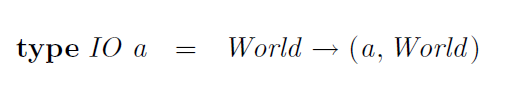 type IO a = World → (a, World)